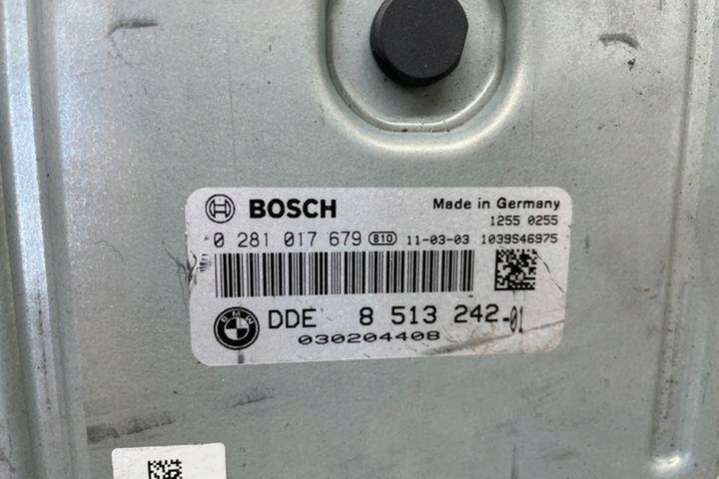 BOSCH Made in Germany
1255 0255
0 281 017 679 810 11-03-03 1039S46975
BMW DDE 8 513 242-01
030204408